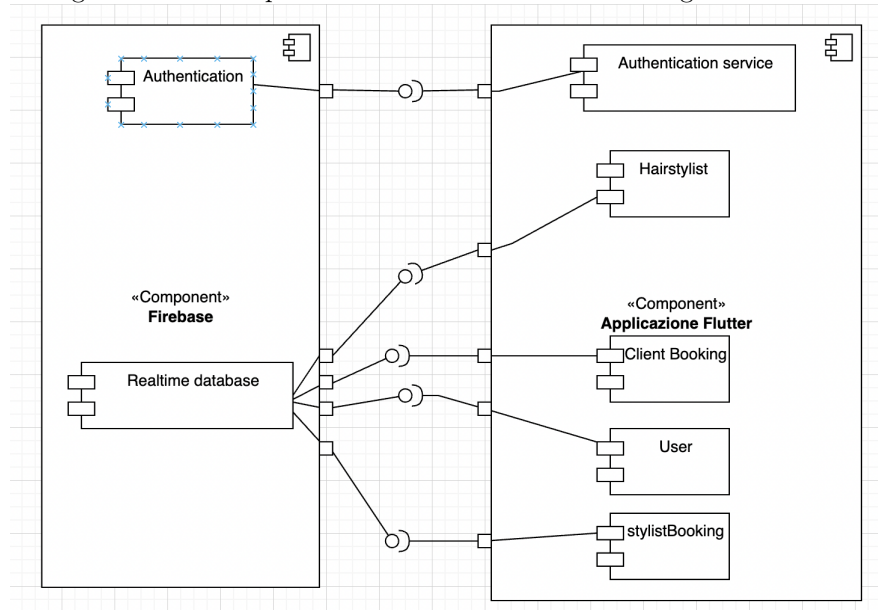 Authentication
Authentication service
Hairstylist
«Component»
Firebase
«Component»
Applicazione Flutter
Client Booking
Realtime database
User
stylistBooking